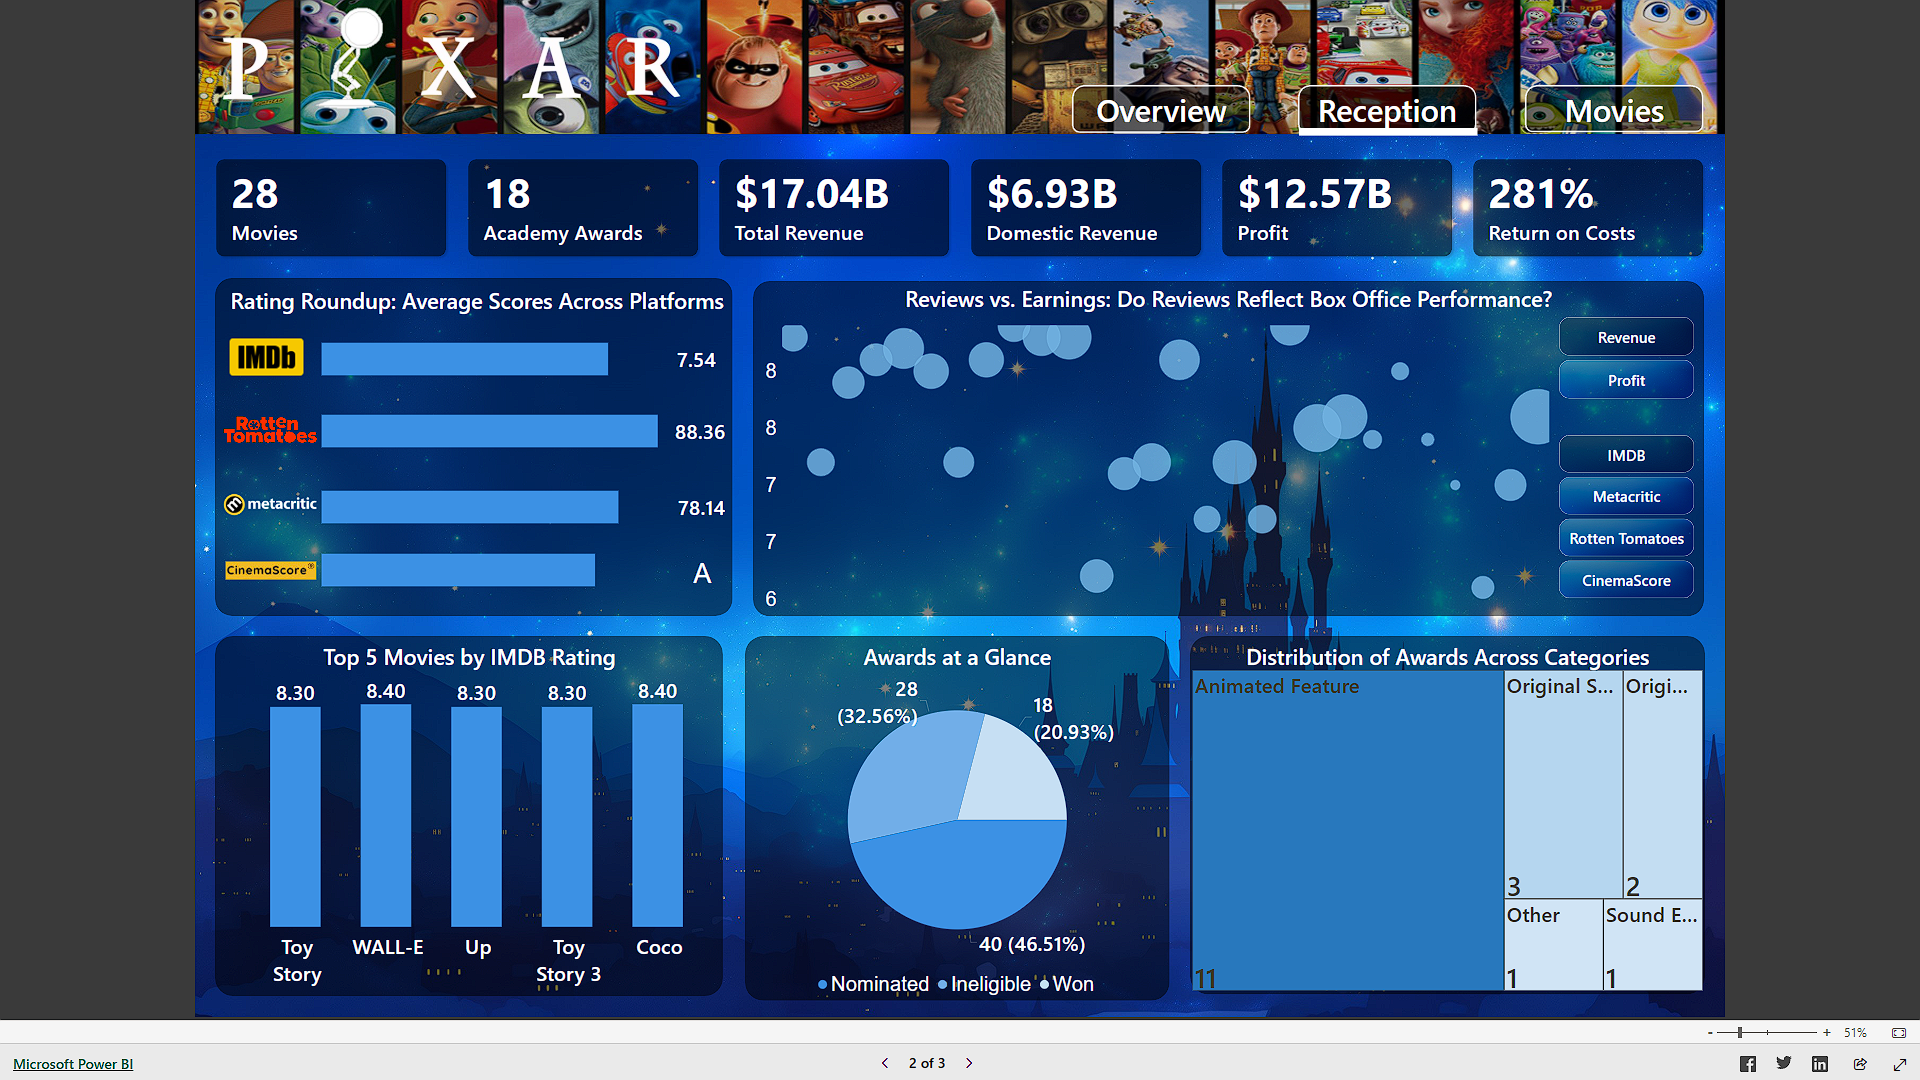 PIXAR
Overview
Reception
Movies
28
Movies
18
Academy Awards
$17.04B
Total Revenue
$6.93B
Domestic Revenue
$12.57B
Profit
281%
Return on Costs
Rating Roundup: Average Scores Across Platforms
IMDb
7.54
Rotten
Tomatoes
88.36
metacritic
78.14
CinemaScore®
A
Reviews vs. Earnings: Do Reviews Reflect Box Office Performance?
8
8
7
7
6
Revenue
Profit
IMDB
Metacritic
Rotten Tomatoes
CinemaScore
Top 5 Movies by IMDB Rating
8.30
8.40
8.30
8.30
8.40
Toy
Story
WALL-E
Up
Toy
Story 3
Coco
Awards at a Glance
28
(32.56%)
18
(20.93%)
40 (46.51%)
Nominated
Ineligible
Won
Distribution of Awards Across Categories
Animated Feature
11
Original S...
3
Origi...
2
Other
1
Sound E...
1
- + 51%
Microsoft Power BI
2 of 3